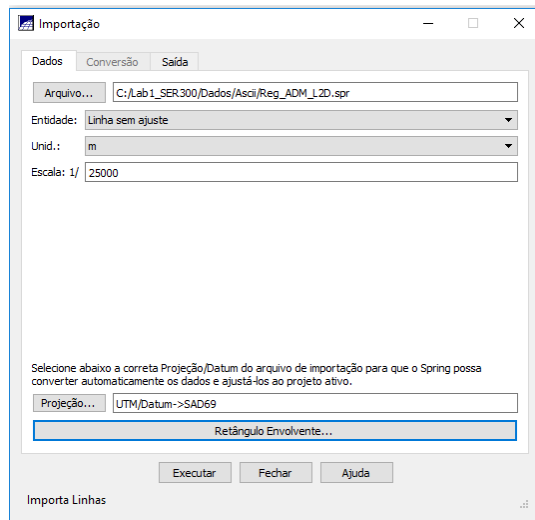 Importação
Dados Conversão Saída
Arquivo... C:/Lab1_SER300/Dados/Ascii/Reg_ADM_L2D.spr
Entidade: Linha sem ajuste
Unid.: m
Escala: 1/ 25000
Selecione abaixo a correta Projeção/Datum do arquivo de importação para que o Spring possa
converter automaticamente os dados e ajustá-los ao projeto ativo.
Projeção... UTM/Datum->SAD69
Retângulo Envolvente...
Executar Fechar Ajuda
Importa Linhas